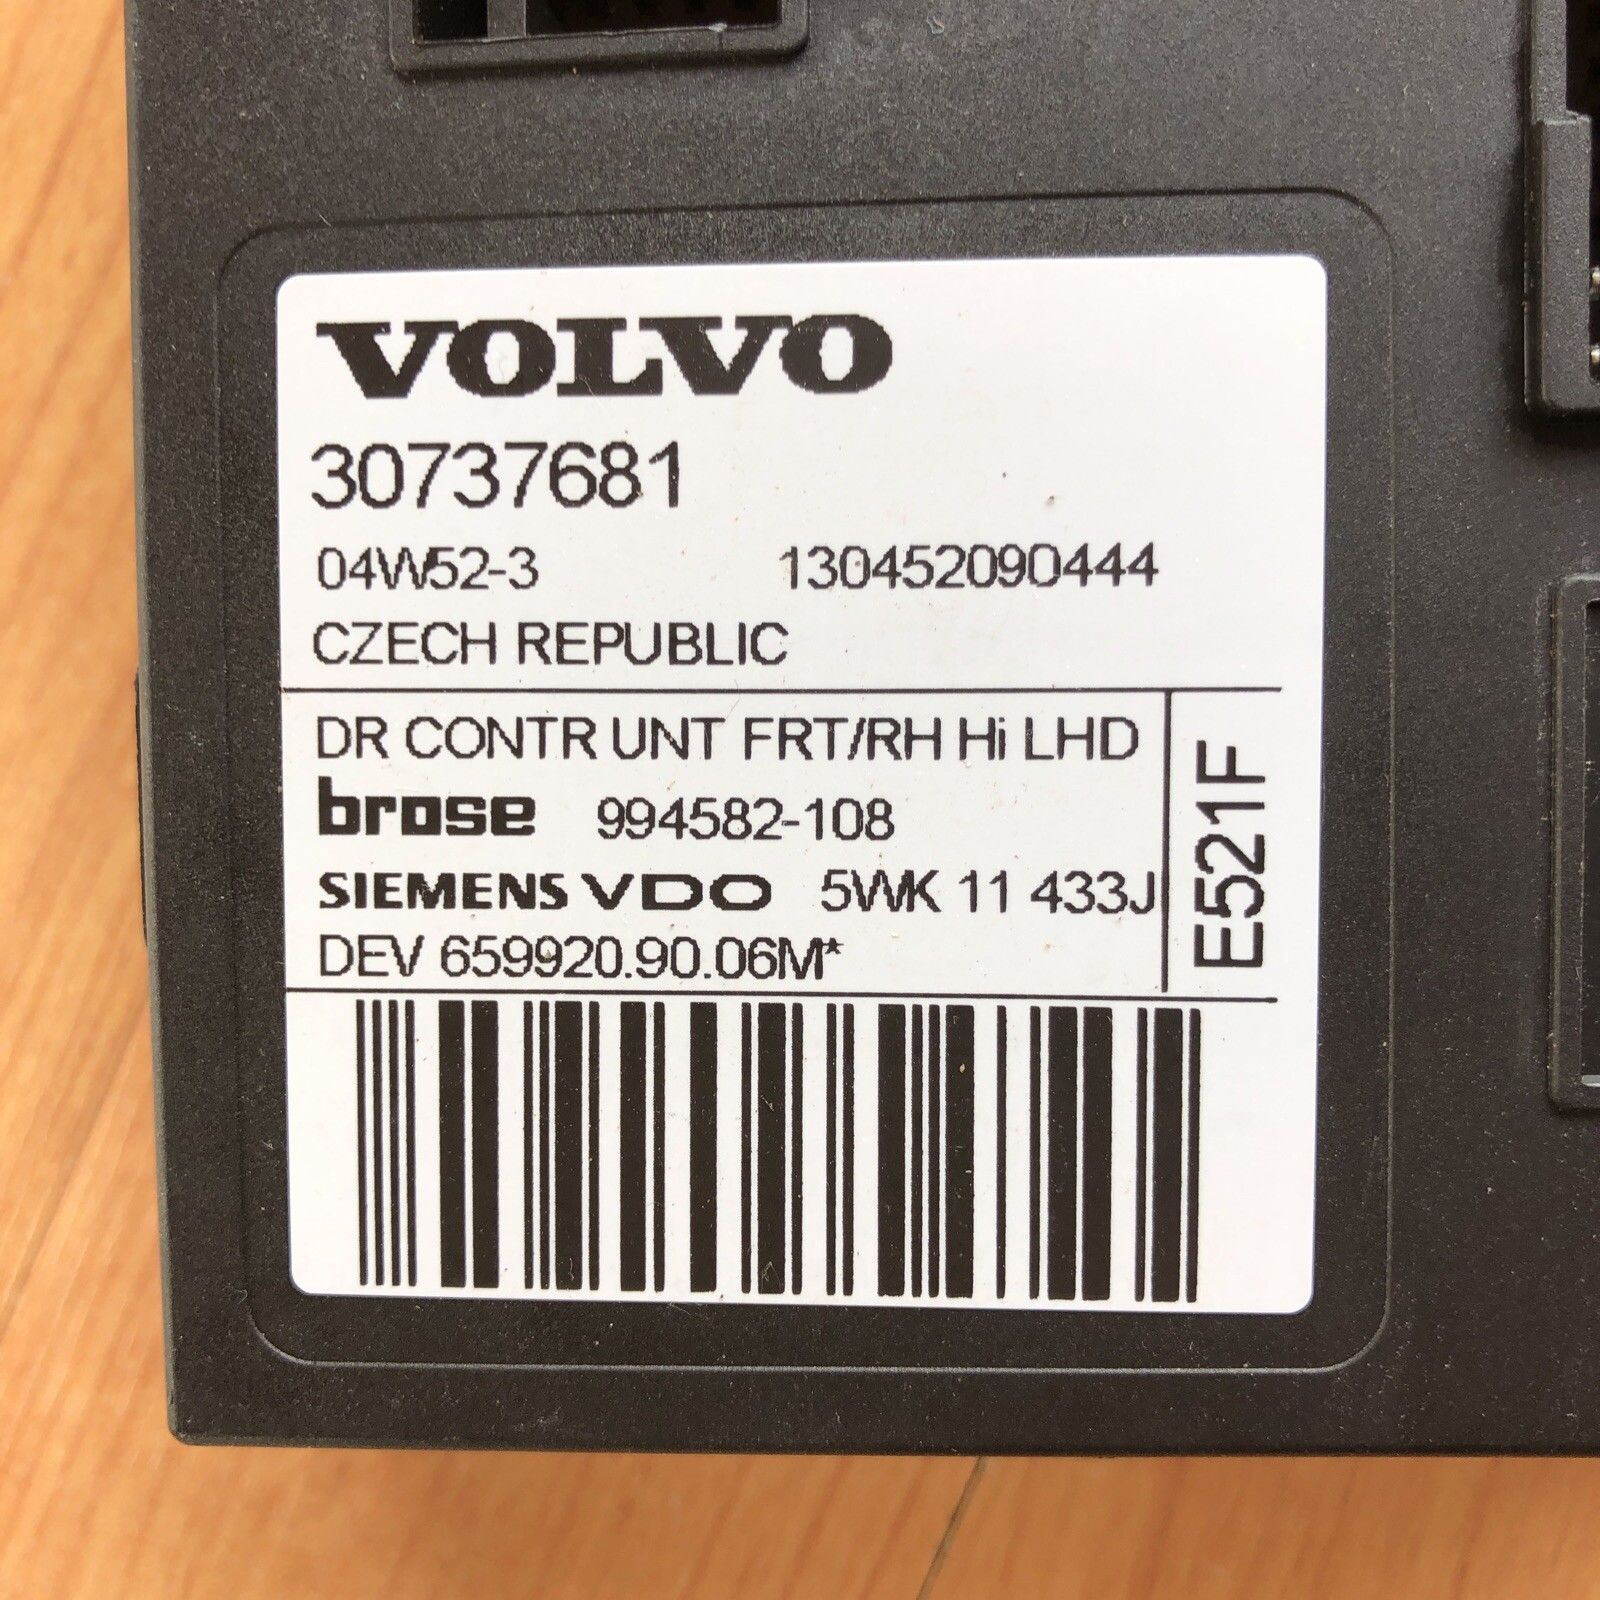 VOLVO
30737681
04W52-3 130452090444
CZECH REPUBLIC
DR CONTR UNT FRT/RH Hi LHD
brose 994582-108
SIEMENS VDO 5WK 11 433J
DEV 659920.90.06M*
E521F